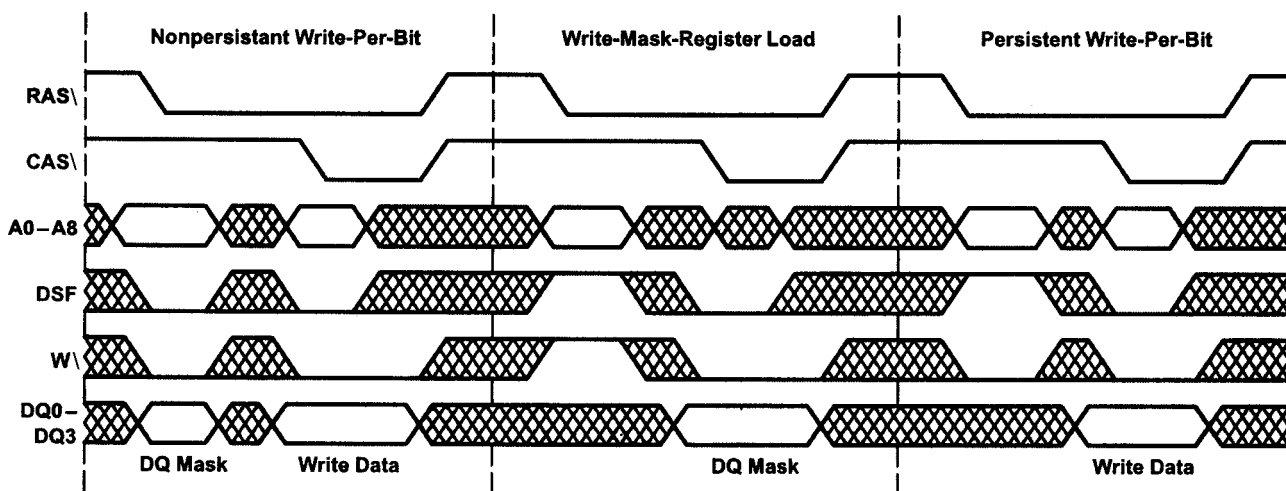 Nonpersistant Write-Per-Bit
Write-Mask-Register Load
Persistent Write-Per-Bit
RAS\
CAS\
A0–A8
DSF
W\
DQ0–
DQ3
DQ Mask
Write Data
DQ Mask
Write Data